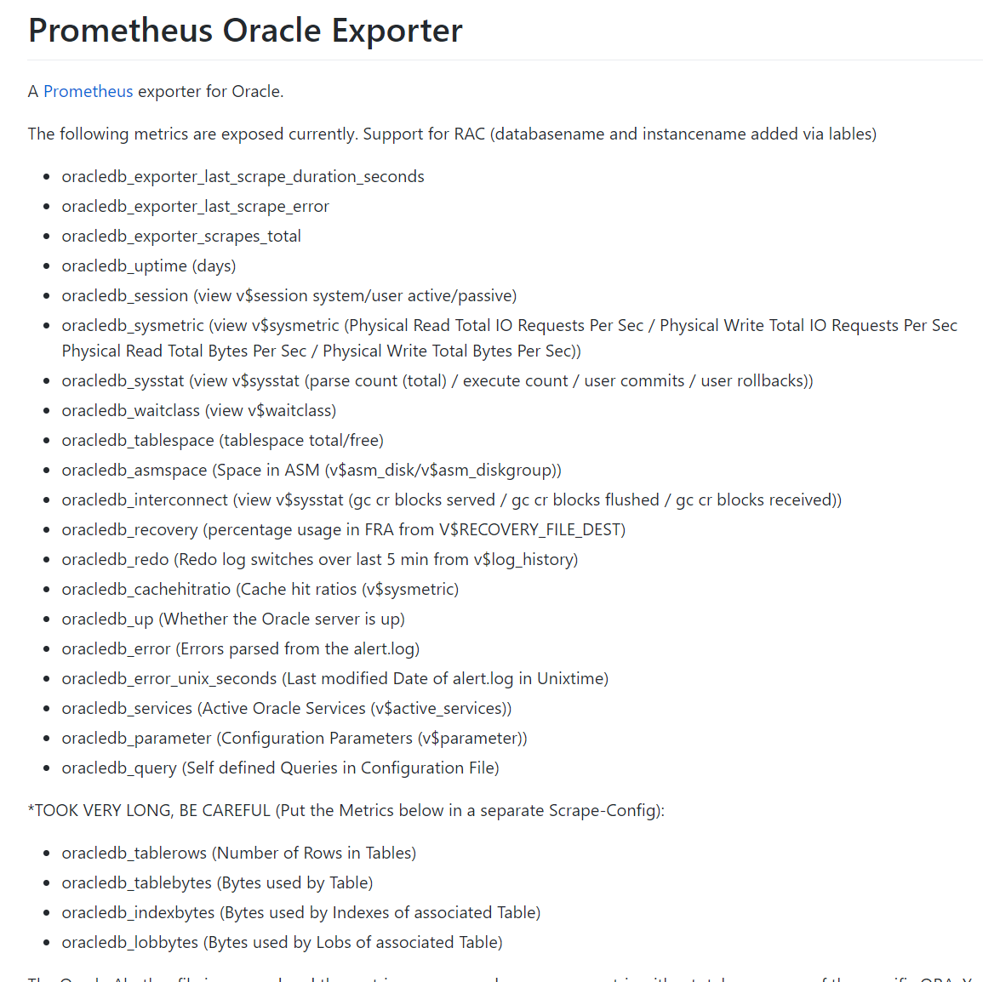 Prometheus Oracle Exporter
A Prometheus exporter for Oracle.
The following metrics are exposed currently. Support for RAC (databasename and instancename added via lables)
• oracledb_exporter_last_scrape_duration_seconds
• oracledb_exporter_last_scrape_error
• oracledb_exporter_scrapes_total
• oracledb_uptime (days)
• oracledb_session (view v$session system/user active/passive)
• oracledb_sysmetric (view v$sysmetric (Physical Read Total IO Requests Per Sec / Physical Write Total IO Requests Per Sec
Physical Read Total Bytes Per Sec / Physical Write Total Bytes Per Sec))
• oracledb_sysstat (view v$sysstat (parse count (total) / execute count / user commits / user rollbacks))
• oracledb_waitclass (view v$waitclass)
• oracledb_tablespace (tablespace total/free)
• oracledb_asmspace (Space in ASM (v$asm_disk/v$asm_diskgroup))
• oracledb_interconnect (view v$sysstat (gc cr blocks served / gc cr blocks flushed / gc cr blocks received))
• oracledb_recovery (percentage usage in FRA from V$RECOVERY_FILE_DEST)
• oracledb_redo (Redo log switches over last 5 min from v$log_history)
• oracledb_cachehitratio (Cache hit ratios (v$sysmetric)
• oracledb_up (Whether the Oracle server is up)
• oracledb_error (Errors parsed from the alert.log)
• oracledb_error_unix_seconds (Last modified Date of alert.log in Unixtime)
• oracledb_services (Active Oracle Services (v$active_services))
• oracledb_parameter (Configuration Parameters (v$parameter))
• oracledb_query (Self defined Queries in Configuration File)
*TOOK VERY LONG, BE CAREFUL (Put the Metrics below in a separate Scrape-Config):
• oracledb_tablerows (Number of Rows in Tables)
• oracledb_tablebytes (Bytes used by Table)
• oracledb_indexbytes (Bytes used by Indexes of associated Table)
• oracledb_lobbytes (Bytes used by Lobs of associated Table)